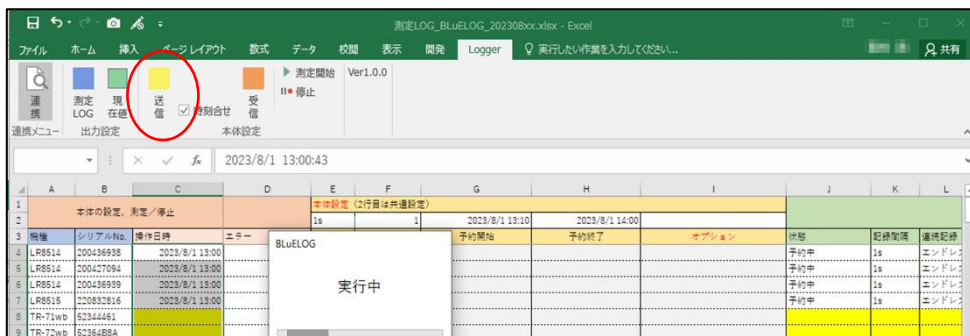 測定LOG_BLuELOG_202308xx.xlsx - Excel
ファイル ホーム 挿入 ページ レイアウト 数式 データ 校閲 表示 開発 Logger 実行したい作業を入力してください... 共有
連携 測定LOG 現在値 送信 時刻合せ 受信 測定開始 Ver1.0.0
停止
連携メニュー 出力設定 本体設定
fx 2023/8/1 13:00:43
A B C D E F G H I J K L
1 本体の設定、測定/停止 本体設定 (2行目は共通設定)
2 1s 1 2023/8/1 13:10 2023/8/1 14:00
3 機種 シリアルNo. 操作日時 エラー 予約開始 予約終了 オプション 状態 記録間隔 連続記録
4 LR8514 200436938 2023/8/1 13:00 予約中 1s エンドレス
5 LR8514 200427094 2023/8/1 13:00 予約中 1s エンドレス
6 LR8514 200436939 2023/8/1 13:00 予約中 1s エンドレス
7 LR8515 220832816 2023/8/1 13:00 予約中 1s エンドレス
8 TR-71wb 52344461
9 TR-72wb 52364B8A
BLuELOG
実行中